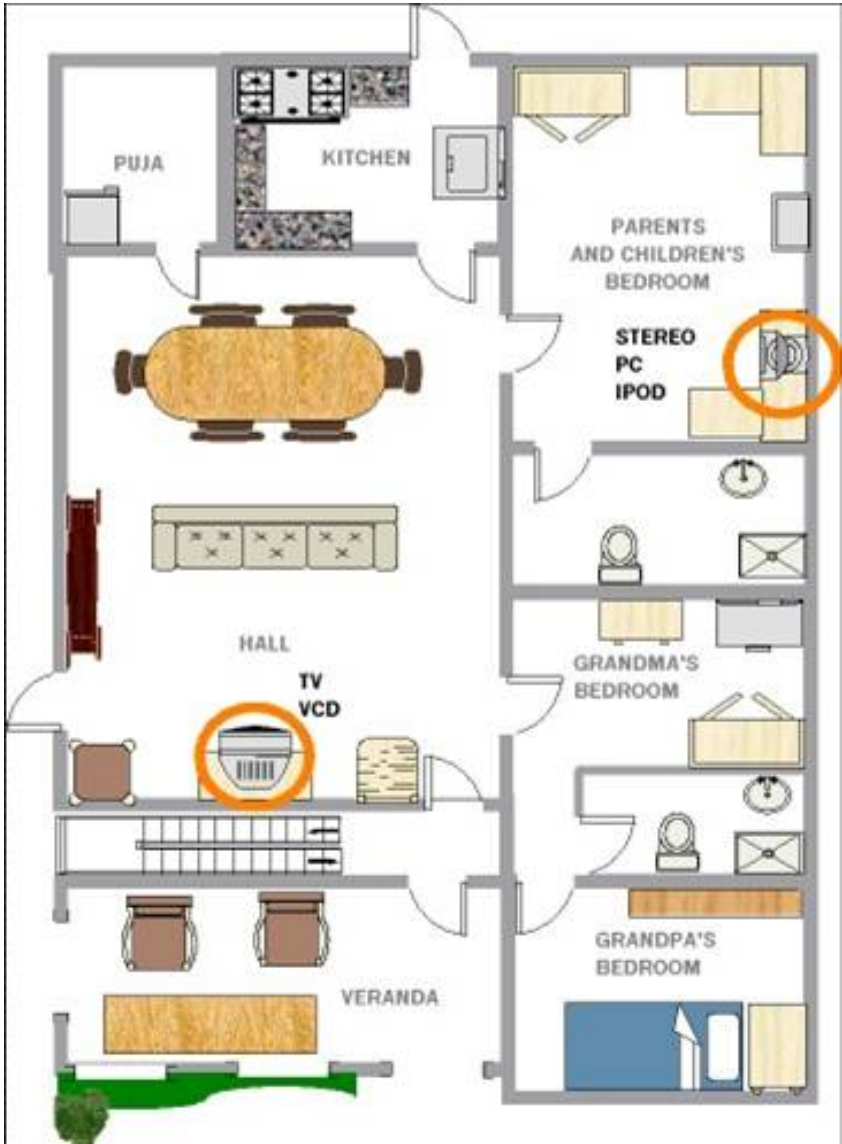 PUJA
KITCHEN
PARENTS
AND CHILDREN'S
BEDROOM
STEREO
PC
IPOD
HALL
TV
VCD
GRANDMA'S
BEDROOM
GRANDPA'S
BEDROOM
VERANDA